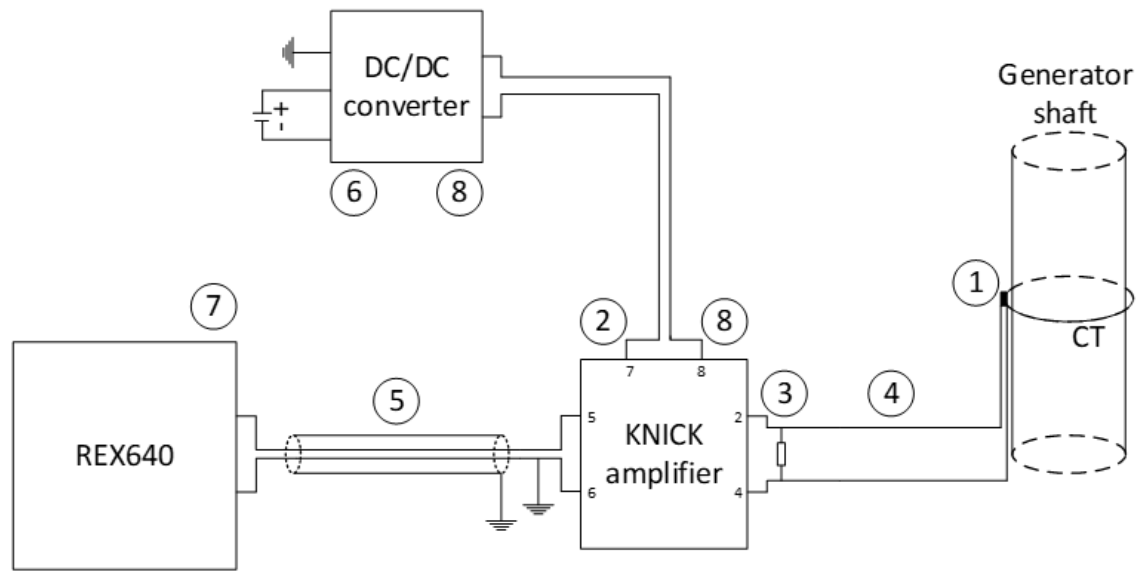 DC/DC
converter
+
-
6
8
Generator
shaft
1
CT
7
2
8
7
8
3
4
5
5
2
REX640
KNICK
amplifier
6
4